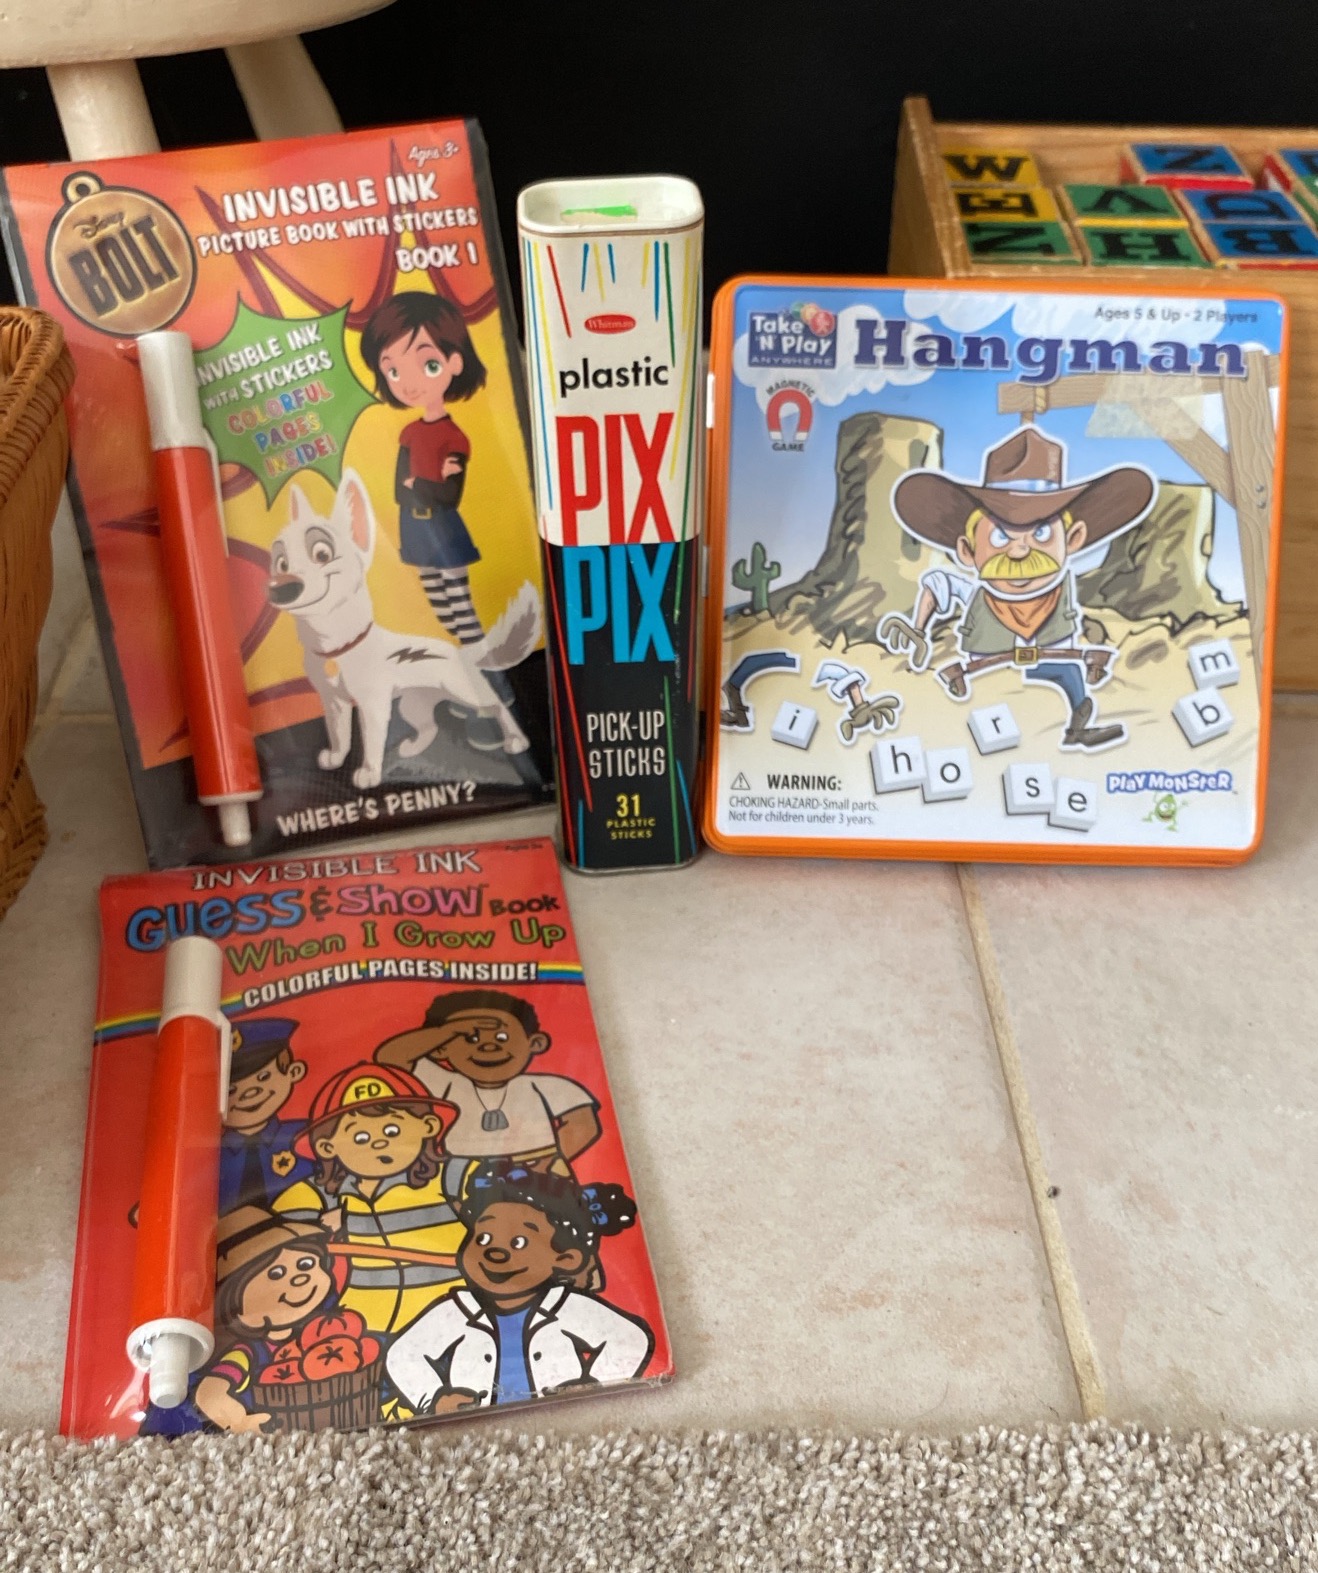 Ages 3+
Disney
BOLT
INVISIBLE INK
PICTURE BOOK WITH STICKERS
BOOK 1
INVISIBLE INK
WITH STICKERS
COLORFUL
PAGES
INSIDE!
WHERE'S PENNY?
Whitman
plastic
PIX
PIX
PICK-UP
STICKS
31
PLASTIC
STICKS
Ages 5 & Up • 2 Players
Take
'N' Play
ANYWHERE
Hangman
MAGNETIC
GAME
m
b
i
r
h o
s e
WARNING:
CHOKING HAZARD-Small parts.
Not for children under 3 years.
PLAY MONSTER™
W
N
E
V
D
N
H
B
INVISIBLE INK
GUESS & SHOW™ BOOK
When I Grow Up
COLORFUL PAGES INSIDE!
FD